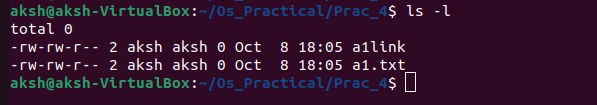 aksh@aksh-VirtualBox:~/Os_Practical/Prac_4$ ls -l
total 0
-rw-rw-r-- 2 aksh aksh 0 Oct  8 18:05 a1link
-rw-rw-r-- 2 aksh aksh 0 Oct  8 18:05 a1.txt
aksh@aksh-VirtualBox:~/Os_Practical/Prac_4$